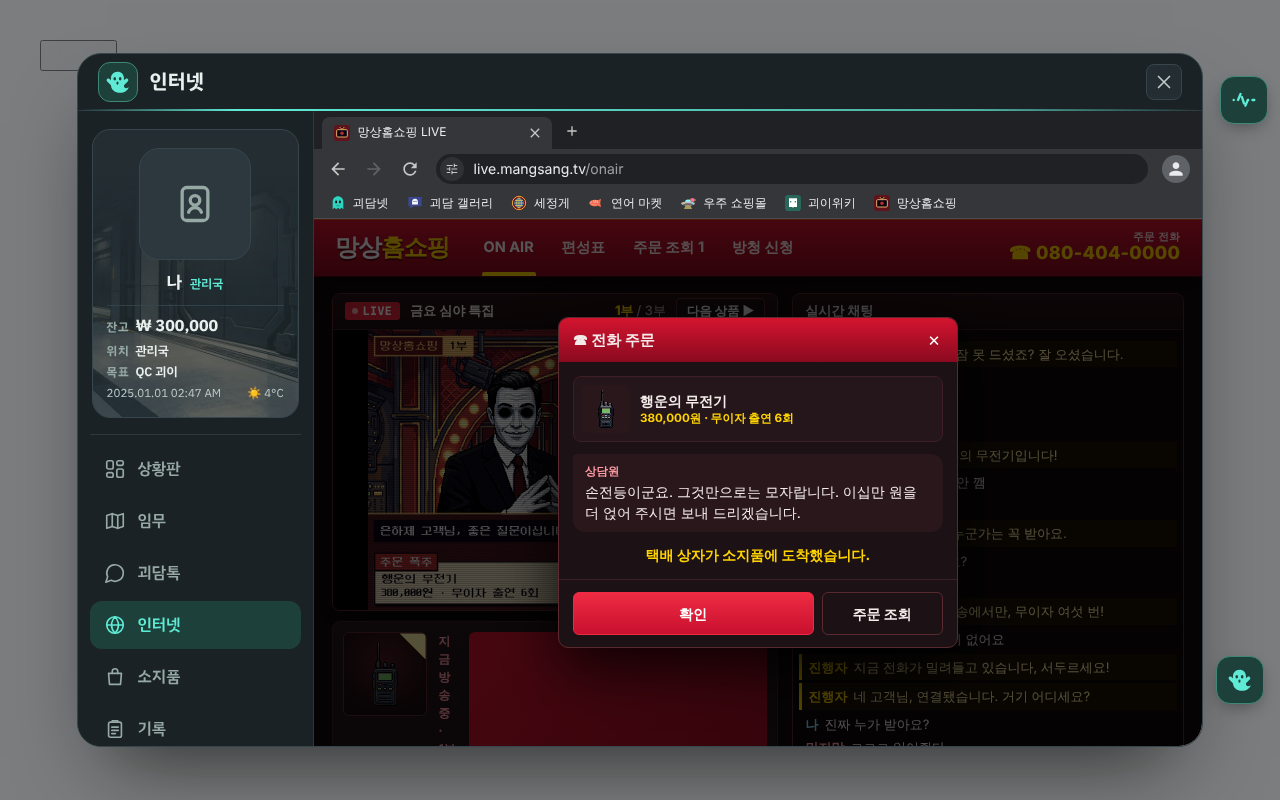 인터넷
나 관리국
잔고 ₩ 300,000
위치 관리국
목표 QC 괴이
2025.01.01 02:47 AM 4°C
상황판
임무
괴담톡
인터넷
소지품
기록
망상홈쇼핑 LIVE
live.mangsang.tv/onair
괴담넷 괴담 갤러리 세정게 연어 마켓 우주 쇼핑몰 괴이위키 망상홈쇼핑
망상홈쇼핑 ON AIR 편성표 주문 조회 1 방청 신청
주문 전화
☎ 080-404-0000
LIVE 금요 심야 특집 1부 / 3부 다음 상품 ▶
망상홈쇼핑 1부
은하제 고객님, 좋은 질문이십니
주문 폭주
행운의 무전기
380,000원 · 무이자 출연 6회
지
금
방
송
중
·
☎ 전화 주문
행운의 무전기
380,000원 · 무이자 출연 6회
상담원
손전등이군요. 그것만으로는 모자랍니다. 이십만 원을
더 얹어 주시면 보내 드리겠습니다.
택배 상자가 소지품에 도착했습니다.
확인 주문 조회
실시간 채팅
잠 못 드셨죠? 잘 오셨습니다.
의 무전기입니다!
안 깸
누군가는 꼭 받아요.
?
송에서만, 무이자 여섯 번!
없어요
진행자 지금 전화가 밀려들고 있습니다, 서두르세요!
진행자 네 고객님, 연결됐습니다. 거기 어디세요?
나 진짜 누가 받아요?